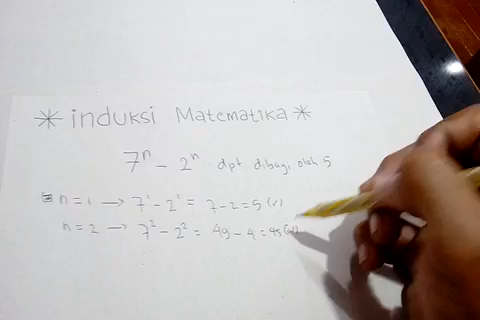 * induksi Matematika *
7ⁿ - 2ⁿ dpt dibagi oleh 5
n = 1 → 7¹ - 2¹ = 7 - 2 = 5 (v)
n = 2 → 7² - 2² = 49 - 4 = 45 (v)